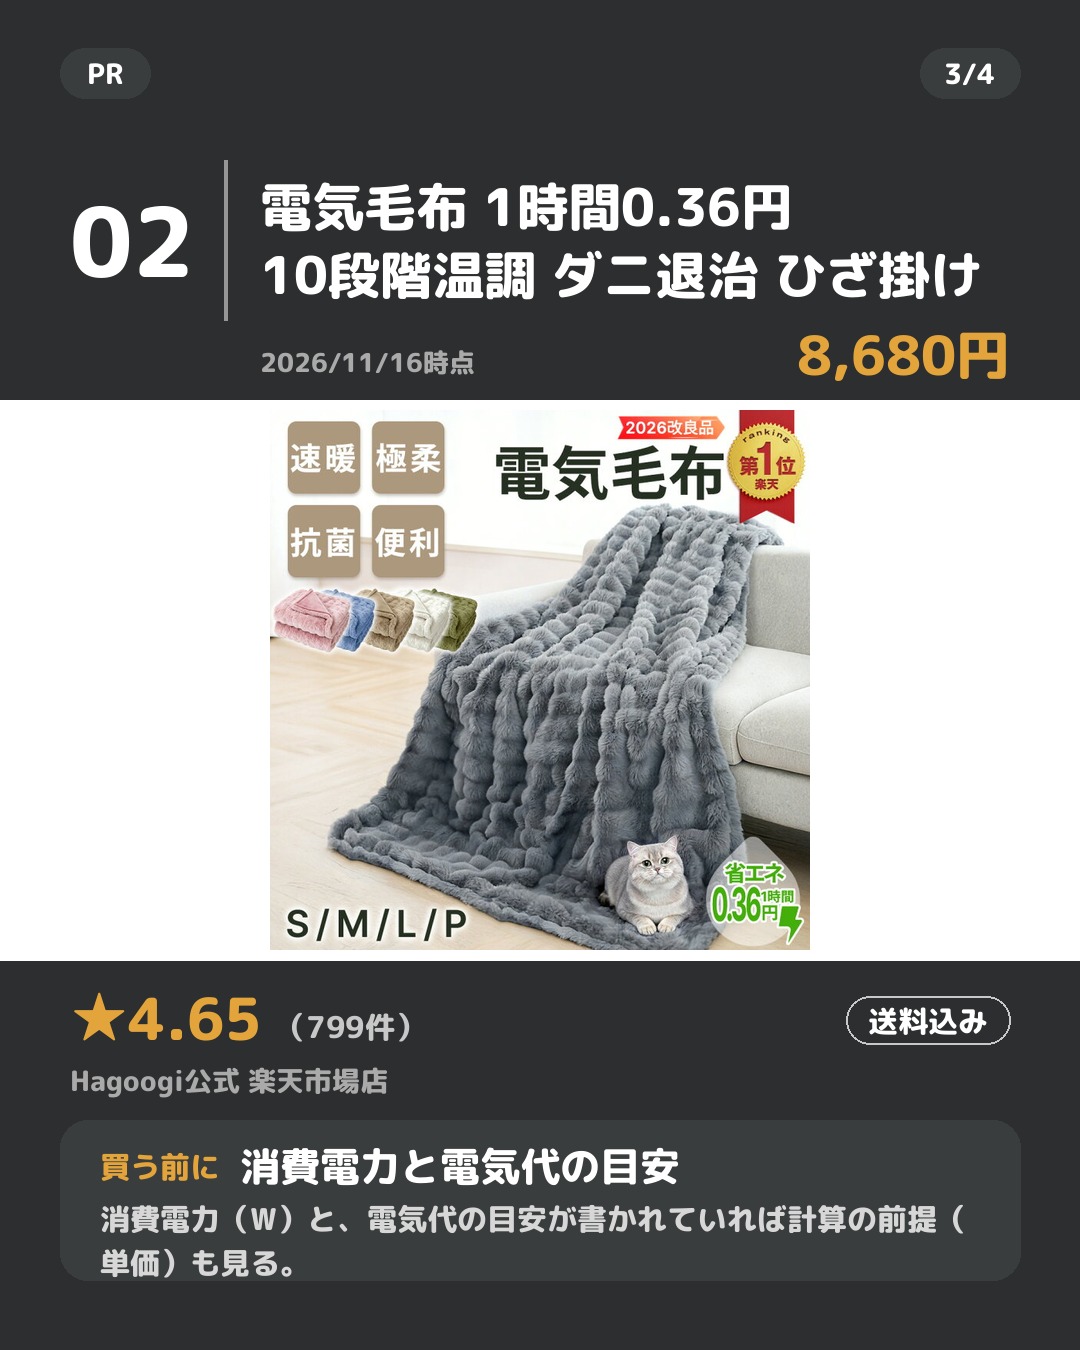 PR
3/4
02
電気毛布 1時間0.36円
10段階温調 ダニ退治 ひざ掛け
2026/11/16時点
8,680円
速暖 極柔
抗菌 便利
2026改良品
電気毛布
ranking
第1位
楽天
省エネ
0.36円 1時間
S/M/L/P
★4.65 (799件)
送料込み
Hagoogi公式 楽天市場店
買う前に 消費電力と電気代の目安
消費電力（W）と、電気代の目安が書かれていれば計算の前提（
単価）も見る。